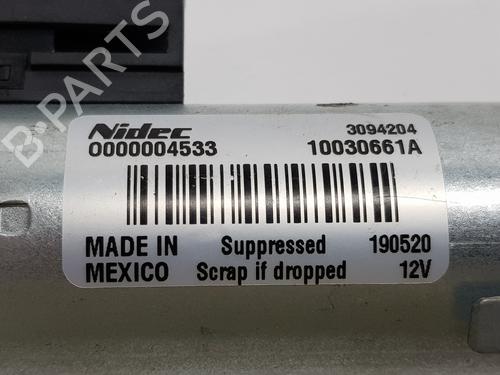 B-PARTS
Nidec 3094204
0000004533 10030661A
MADE IN Suppressed 190520
MEXICO Scrap if dropped 12V